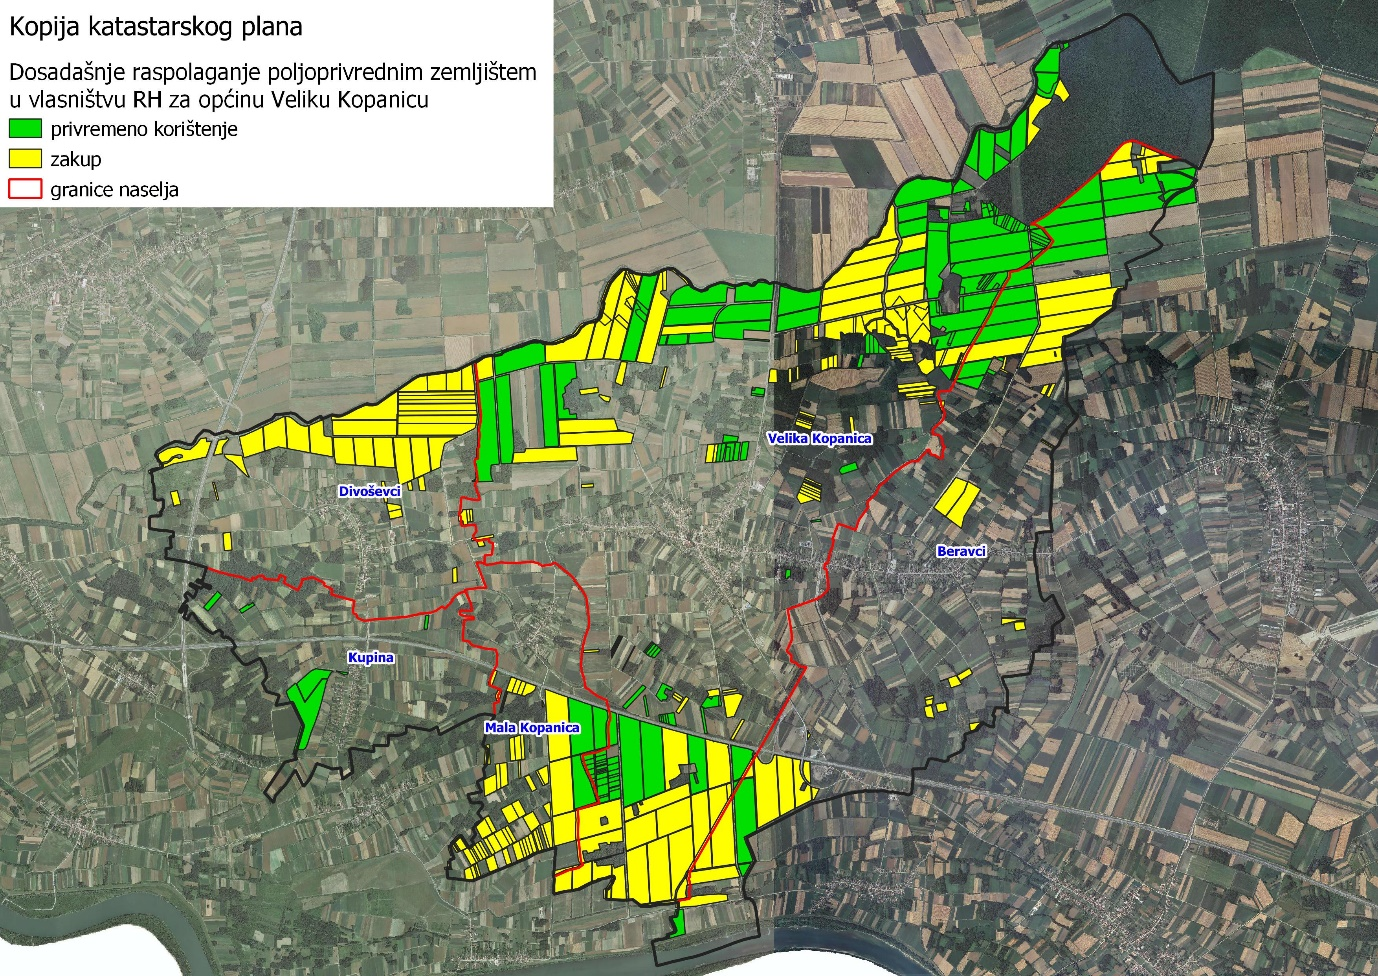 Kopija katastarskog plana
Dosadašnje raspolaganje poljoprivrednim zemljištem
u vlasništvu RH za općinu Veliku Kopanicu
privremeno korištenje
zakup
granice naselja
Velika Kopanica
Divoševci
Beravci
Kupina
Mala Kopanica